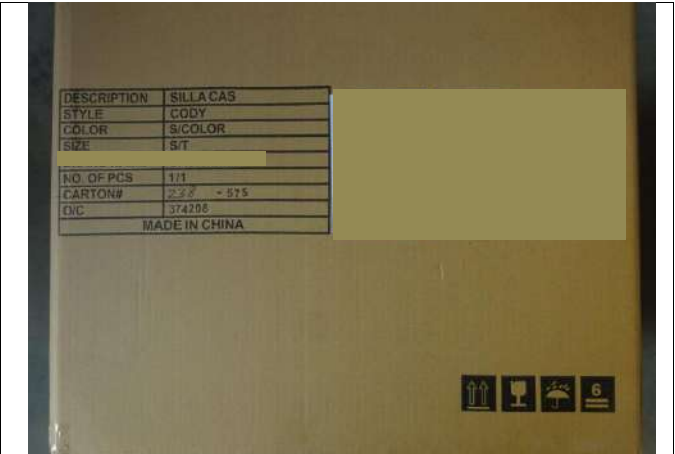 DESCRIPTION SILLA CAS
STYLE CODY
COLOR S/COLOR
SIZE S/T
NO. OF PCS 1/1
CARTON# 238 - 575
O/C 374206
MADE IN CHINA
6